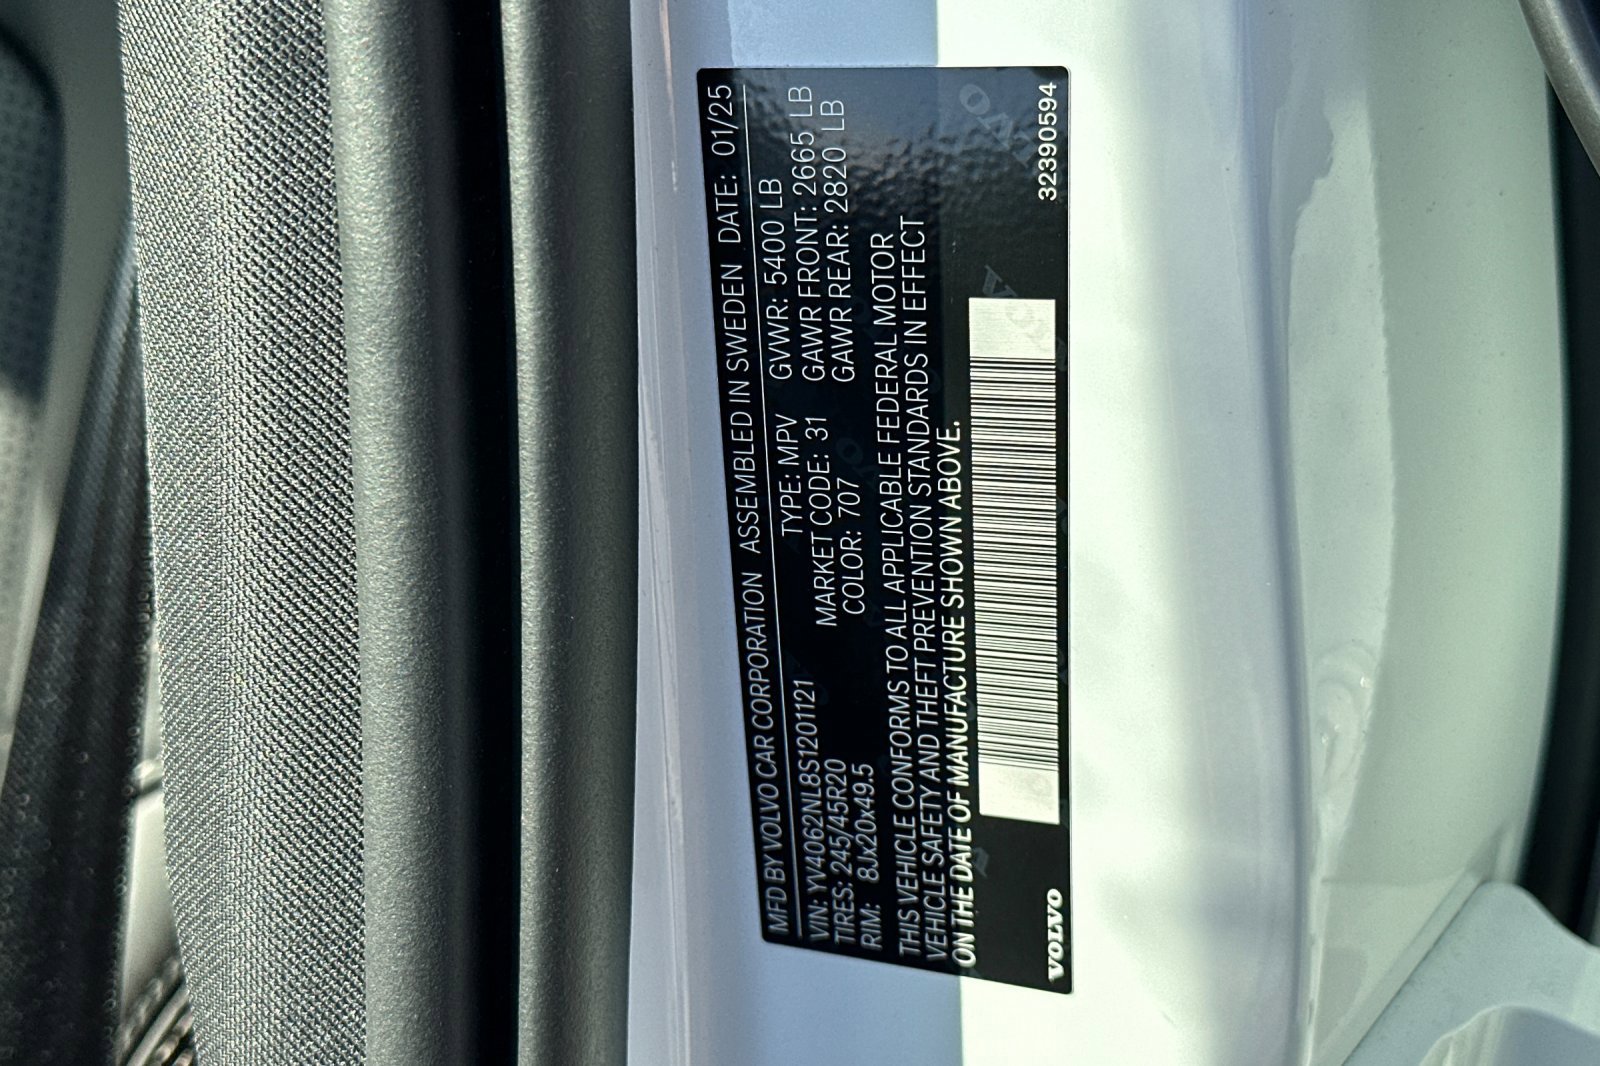 MFD BY VOLVO CAR CORPORATION ASSEMBLED IN SWEDEN DATE: 01/25
VIN: YV4062NL8S1201121 TYPE: MPV GVWR: 5400 LB
TIRES: 245/45R20 MARKET CODE: 31 GAWR FRONT: 2665 LB
RIM: 8Jx20x49.5 COLOR: 707 GAWR REAR: 2820 LB
THIS VEHICLE CONFORMS TO ALL APPLICABLE FEDERAL MOTOR
VEHICLE SAFETY AND THEFT PREVENTION STANDARDS IN EFFECT
ON THE DATE OF MANUFACTURE SHOWN ABOVE.
VOLVO 32390594